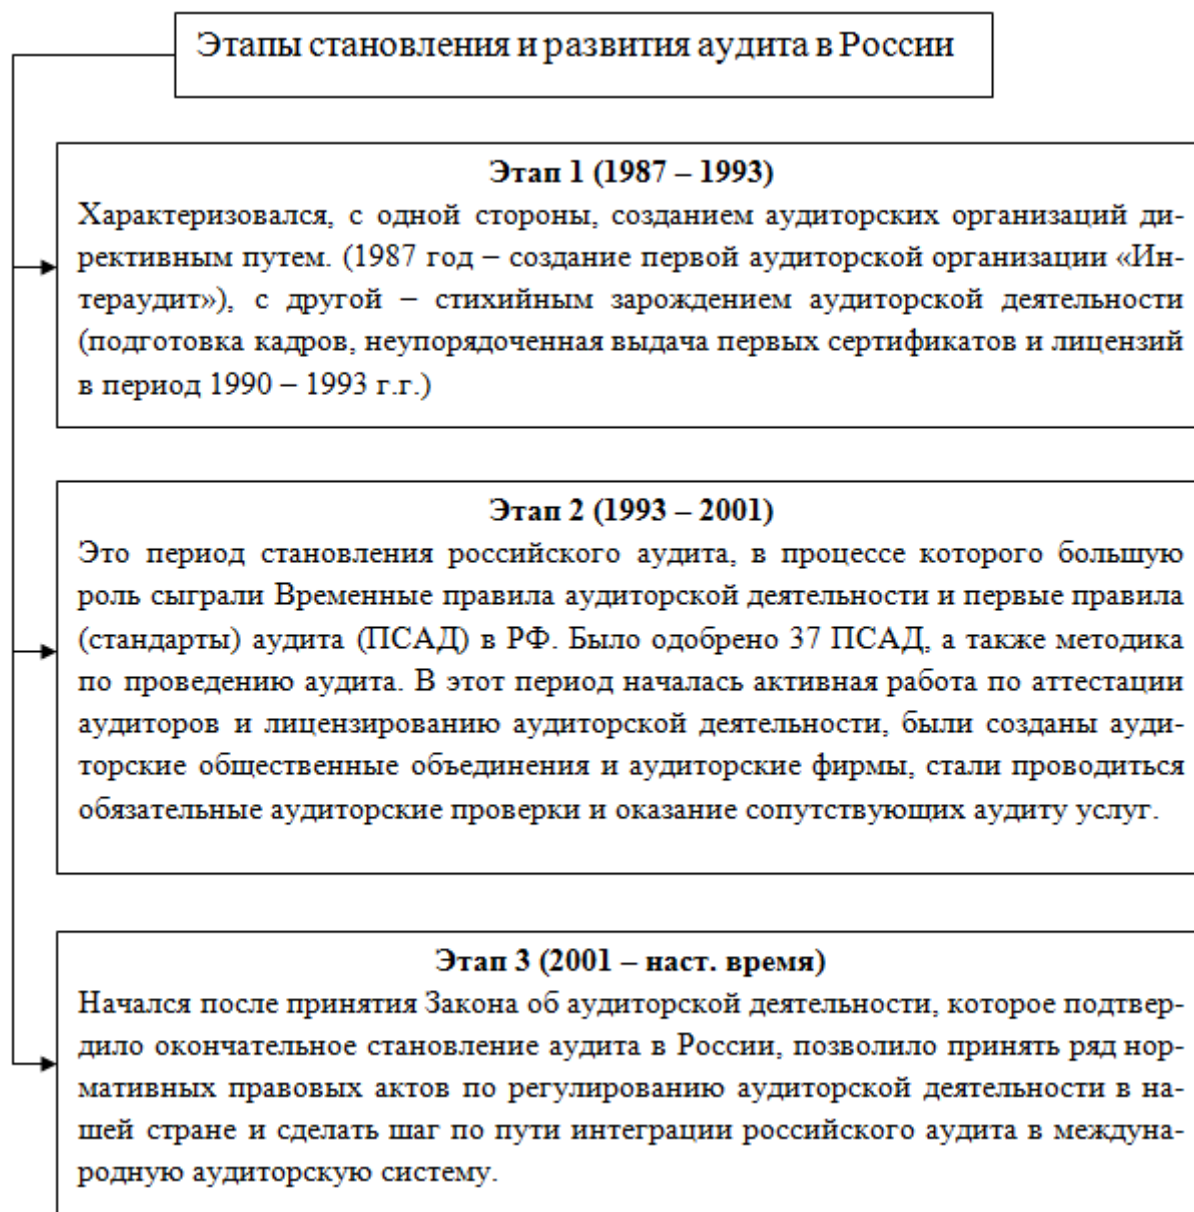 Этапы становления и развития аудита в России
Этап 1 (1987 – 1993)
Характеризовался, с одной стороны, созданием аудиторских организаций ди-
рективным путем. (1987 год – создание первой аудиторской организации «Ин-
тераудит»), с другой – стихийным зарождением аудиторской деятельности
(подготовка кадров, неупорядоченная выдача первых сертификатов и лицензий
в период 1990 – 1993 г.г.)
Этап 2 (1993 – 2001)
Это период становления российского аудита, в процессе которого большую
роль сыграли Временные правила аудиторской деятельности и первые правила
(стандарты) аудита (ПСАД) в РФ. Было одобрено 37 ПСАД, а также методика
по проведению аудита. В этот период началась активная работа по аттестации
аудиторов и лицензированию аудиторской деятельности, были созданы ауди-
торские общественные объединения и аудиторские фирмы, стали проводиться
обязательные аудиторские проверки и оказание сопутствующих аудиту услуг.
Этап 3 (2001 – наст. время)
Начался после принятия Закона об аудиторской деятельности, которое подтвер-
дило окончательное становление аудита в России, позволило принять ряд нор-
мативных правовых актов по регулированию аудиторской деятельности в на-
шей стране и сделать шаг по пути интеграции российского аудита в междуна-
родную аудиторскую систему.